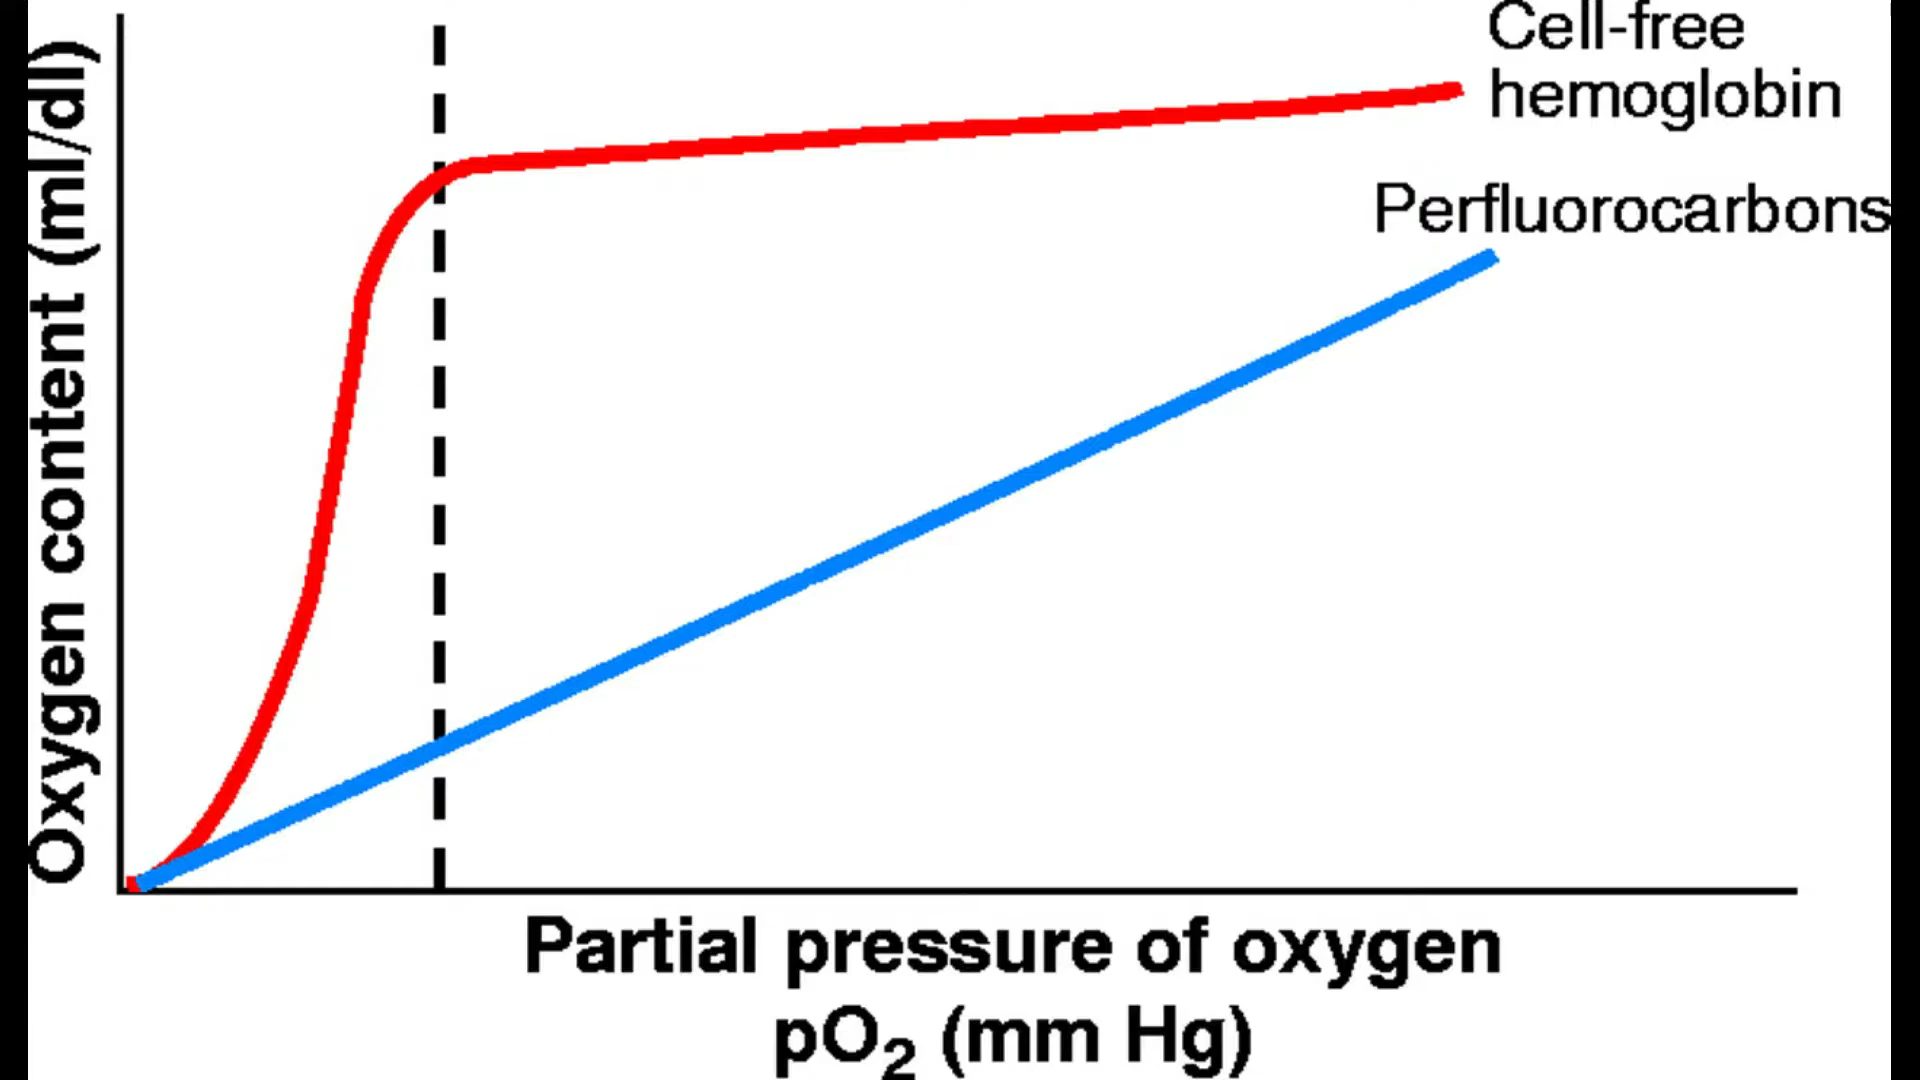 Cell-free
hemoglobin
Perfluorocarbons
Oxygen content (ml/dl)
Partial pressure of oxygen
pO₂ (mm Hg)